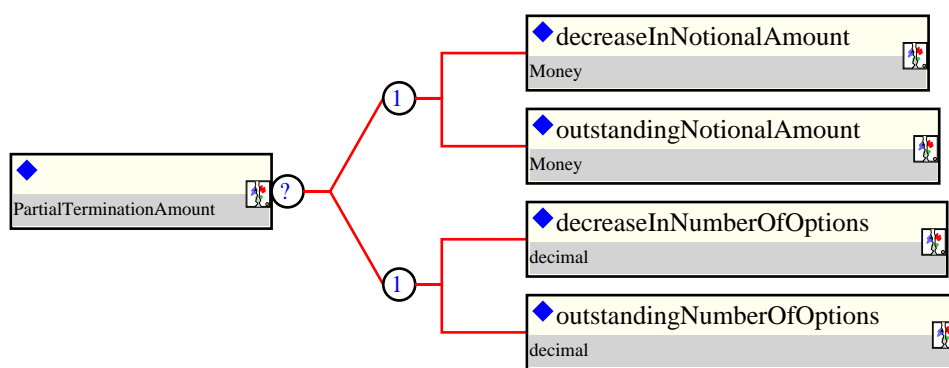 decreaseInNotionalAmount
Money
1
outstandingNotionalAmount
Money
PartialTerminationAmount
?
decreaseInNumberOfOptions
decimal
1
outstandingNumberOfOptions
decimal